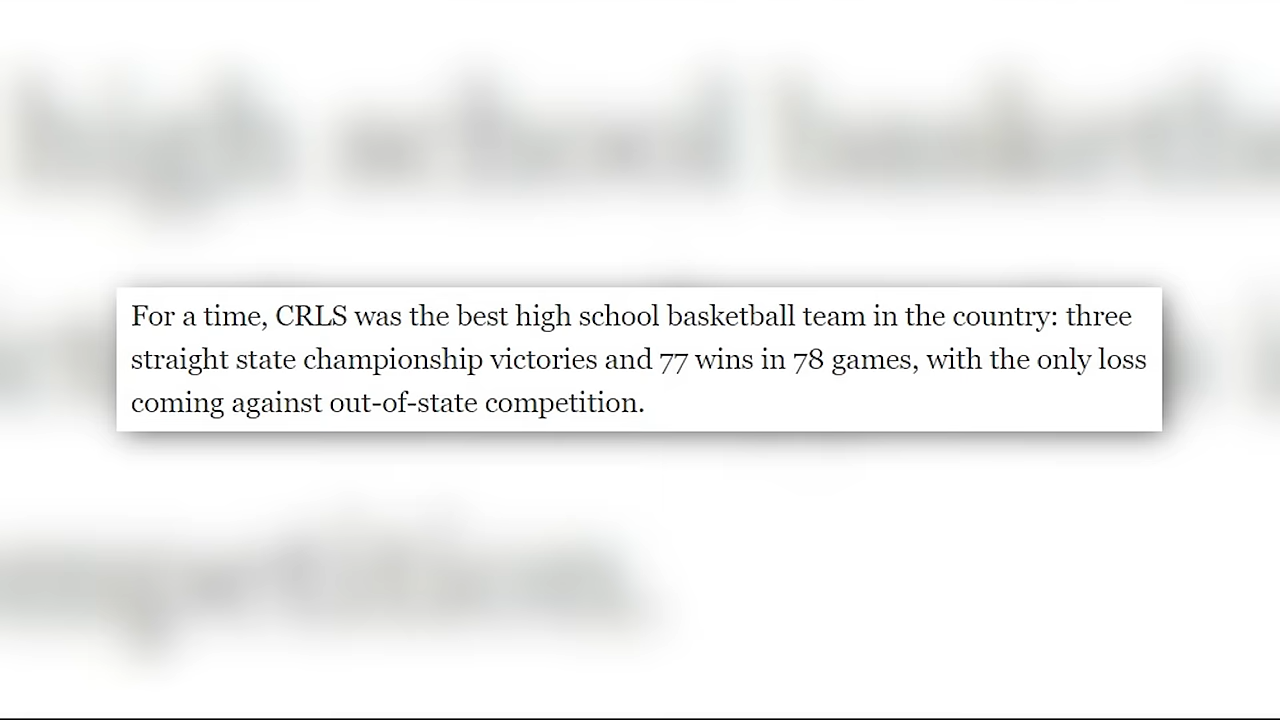 For a time, CRLS was the best high school basketball team in the country: three
straight state championship victories and 77 wins in 78 games, with the only loss
coming against out-of-state competition.